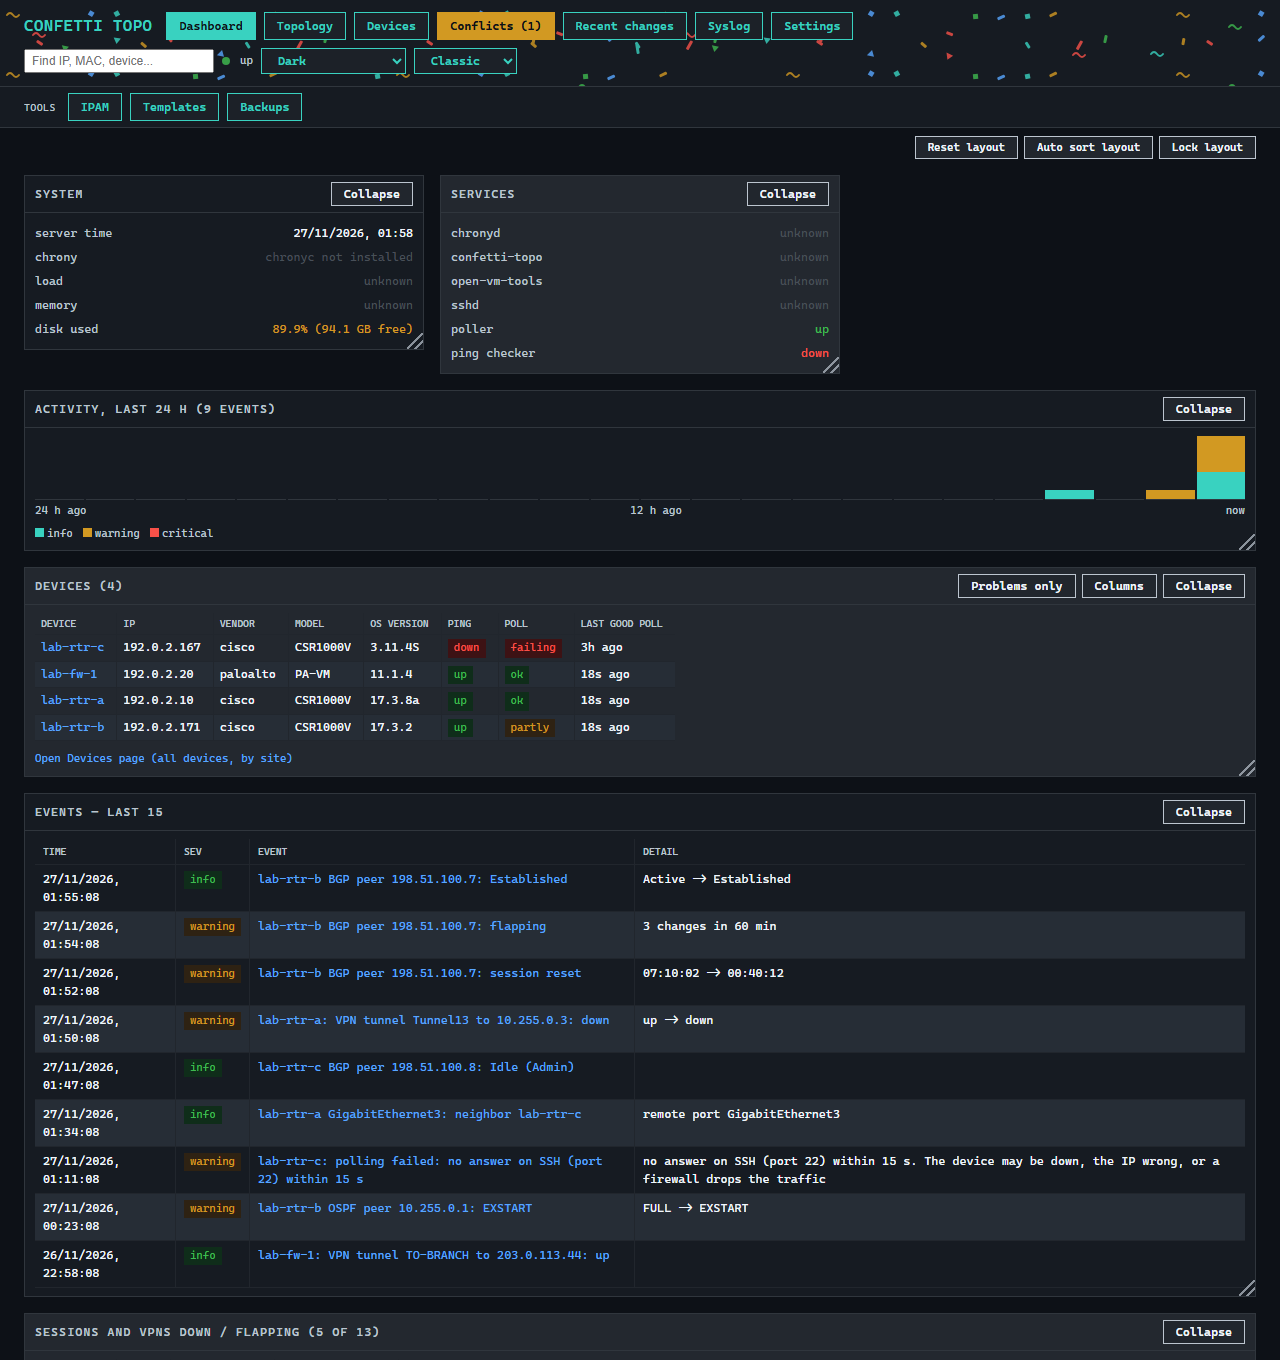 CONFETTI TOPO
Dashboard
Topology
Devices
Conflicts (1)
Recent changes
Syslog
Settings
Find IP, MAC, device...
up
Dark
Classic
TOOLS
IPAM
Templates
Backups
Reset layout
Auto sort layout
Lock layout
SYSTEM
Collapse
server time 27/11/2026, 01:58
chrony chronyc not installed
load unknown
memory unknown
disk used 89.9% (94.1 GB free)
SERVICES
Collapse
chronyd unknown
confetti-topo unknown
open-vm-tools unknown
sshd unknown
poller up
ping checker down
ACTIVITY, LAST 24 H (9 EVENTS)
Collapse
24 h ago 12 h ago now
info warning critical
DEVICES (4)
Problems only
Columns
Collapse
DEVICE IP VENDOR MODEL OS VERSION PING POLL LAST GOOD POLL
lab-rtr-c 192.0.2.167 cisco CSR1000V 3.11.4S down failing 3h ago
lab-fw-1 192.0.2.20 paloalto PA-VM 11.1.4 up ok 18s ago
lab-rtr-a 192.0.2.10 cisco CSR1000V 17.3.8a up ok 18s ago
lab-rtr-b 192.0.2.171 cisco CSR1000V 17.3.2 up partly 18s ago
Open Devices page (all devices, by site)
EVENTS — LAST 15
Collapse
TIME SEV EVENT DETAIL
27/11/2026, info lab-rtr-b BGP peer 198.51.100.7: Established Active → Established
01:55:08
27/11/2026, warning lab-rtr-b BGP peer 198.51.100.7: flapping 3 changes in 60 min
01:54:08
27/11/2026, warning lab-rtr-b BGP peer 198.51.100.7: session reset 07:10:02 → 00:40:12
01:52:08
27/11/2026, warning lab-rtr-a: VPN tunnel Tunnel13 to 10.255.0.3: down up → down
01:50:08
27/11/2026, info lab-rtr-c BGP peer 198.51.100.8: Idle (Admin)
01:47:08
27/11/2026, info lab-rtr-a GigabitEthernet3: neighbor lab-rtr-c remote port GigabitEthernet3
01:34:08
27/11/2026, warning lab-rtr-c: polling failed: no answer on SSH (port no answer on SSH (port 22) within 15 s. The device may be down, the IP wrong, or a
01:11:08 22) within 15 s firewall drops the traffic
27/11/2026, warning lab-rtr-b OSPF peer 10.255.0.1: EXSTART FULL → EXSTART
00:23:08
26/11/2026, info lab-fw-1: VPN tunnel TO-BRANCH to 203.0.113.44: up
22:58:08
SESSIONS AND VPNS DOWN / FLAPPING (5 OF 13)
Collapse